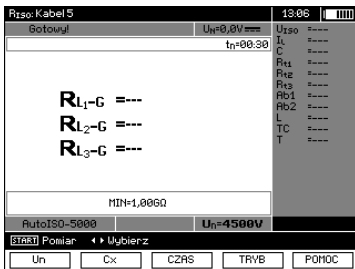 RISO: Kabel 5 13:06
Gotowy! UN=0,0V
tn=00:30
RL1-G =---
RL2-G =---
RL3-G =---
MIN=1,00GΩ
UISO =---
IL =---
C =---
Rt1 =---
Rt2 =---
Rt3 =---
Ab1 =---
Ab2 =---
L =---
TC =---
T =---
AutoISO-5000 Un=4500V
START Pomiar Wybierz
Un Cx CZAS TRYB POMOC